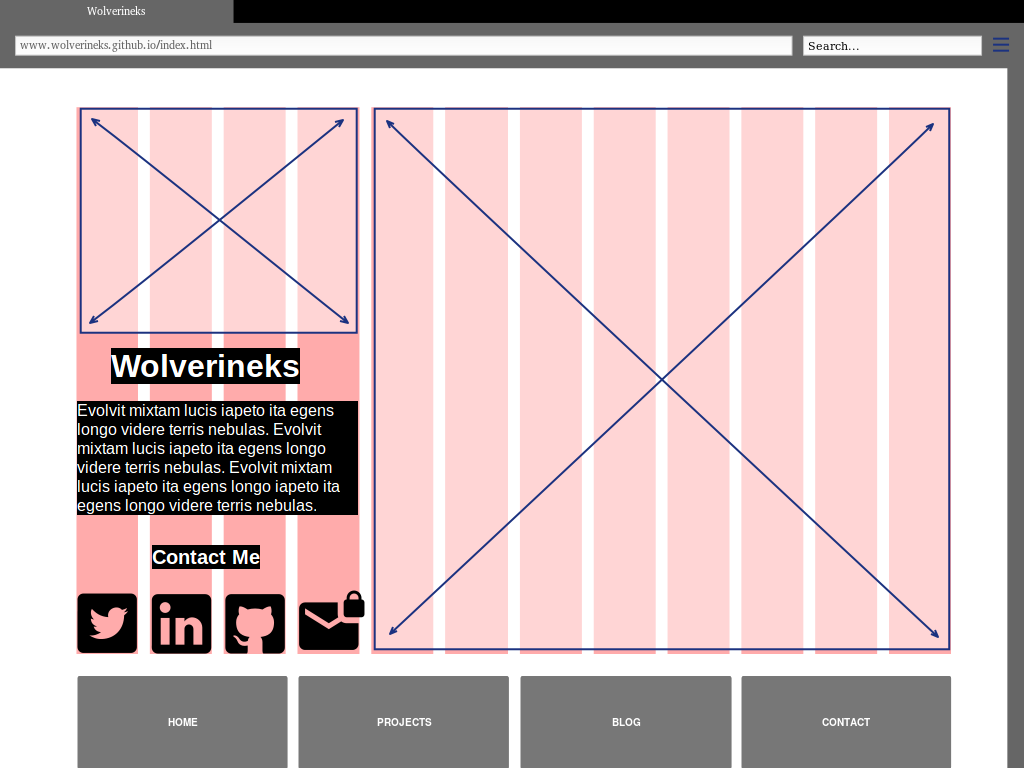 Wolverineks
www.wolverineks.github.io/index.html
Search...
Wolverineks
Evolvit mixtam lucis iapeto ita egens
longo videre terris nebulas. Evolvit
mixtam lucis iapeto ita egens longo
videre terris nebulas. Evolvit mixtam
lucis iapeto ita egens longo iapeto ita
egens longo videre terris nebulas.
Contact Me
in
HOME
PROJECTS
BLOG
CONTACT